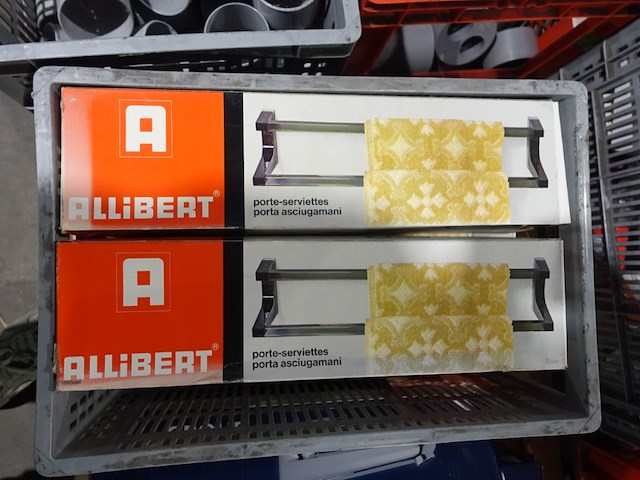 A
ALLiBERT®
porte-serviettes
porta asciugamani
A
ALLiBERT®
porte-serviettes
porta asciugamani